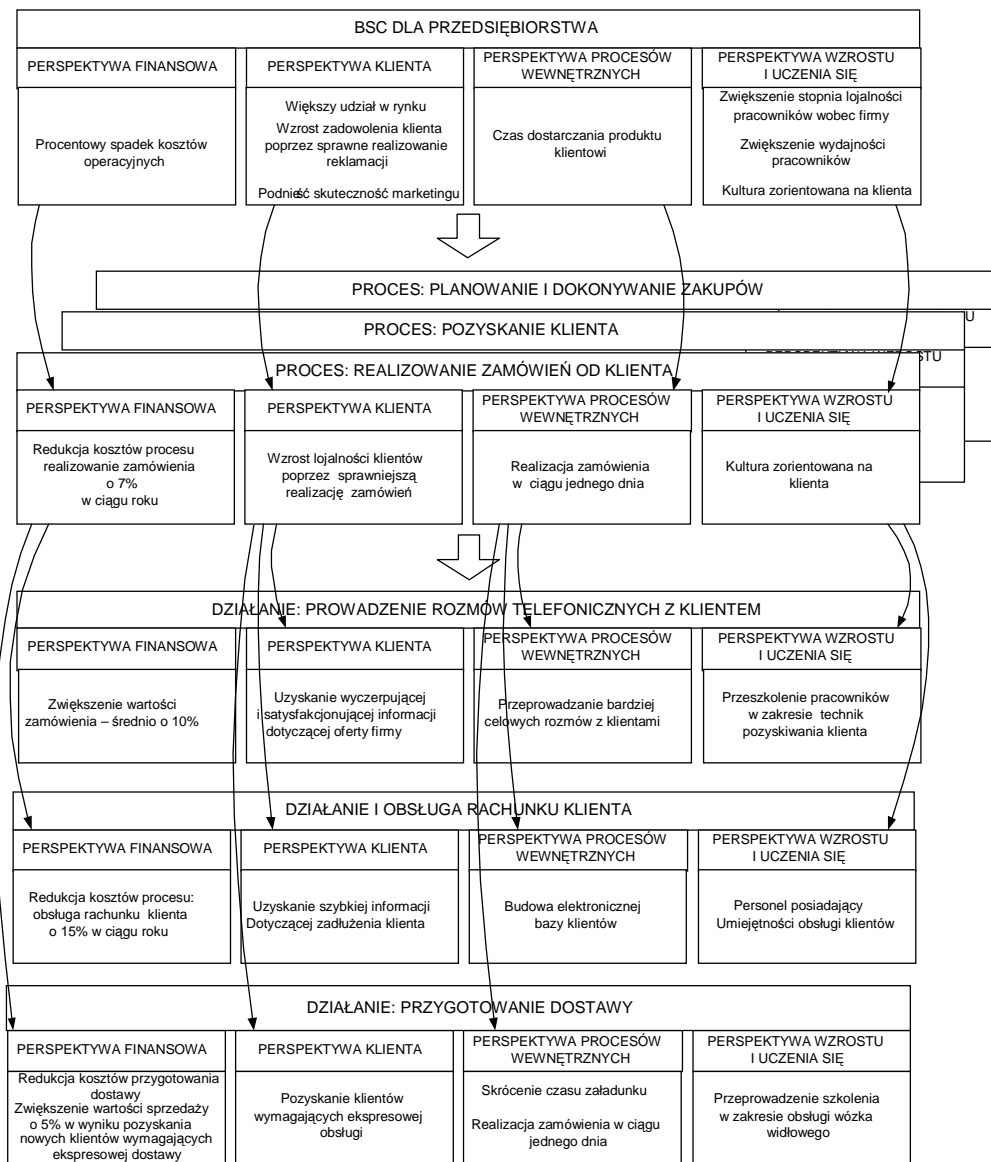 BSC DLA PRZEDSIĘBIORSTWA
PERSPEKTYWA FINANSOWA
Procentowy spadek kosztów
operacyjnych
PERSPEKTYWA KLIENTA
Większy udział w rynku
Wzrost zadowolenia klienta
poprzez sprawne realizowanie
reklamacji
Podnieść skuteczność marketingu
PERSPEKTYWA PROCESÓW
WEWNĘTRZNYCH
Czas dostarczania produktu
klientowi
PERSPEKTYWA WZROSTU
I UCZENIA SIĘ
Zwiększenie stopnia lojalności
pracowników wobec firmy
Zwiększenie wydajności
pracowników
Kultura zorientowana na klienta
PROCES: PLANOWANIE I DOKONYWANIE ZAKUPÓW
U
PROCES: POZYSKANIE KLIENTA
PERSPEKTYWA WZROSTU
PROCES: REALIZOWANIE ZAMÓWIEŃ OD KLIENTA
PERSPEKTYWA FINANSOWA
Redukcja kosztów procesu
realizowanie zamówienia
o 7%
w ciągu roku
PERSPEKTYWA KLIENTA
Wzrost lojalności klientów
poprzez sprawniejszą
realizację zamówień
PERSPEKTYWA PROCESÓW
WEWNĘTRZNYCH
Realizacja zamówienia
w ciągu jednego dnia
PERSPEKTYWA WZROSTU
I UCZENIA SIĘ
Kultura zorientowana na
klienta
DZIAŁANIE: PROWADZENIE ROZMÓW TELEFONICZNYCH Z KLIENTEM
PERSPEKTYWA FINANSOWA
Zwiększenie wartości
zamówienia – średnio o 10%
PERSPEKTYWA KLIENTA
Uzyskanie wyczerpującej
i satysfakcjonującej informacji
dotyczącej oferty firmy
PERSPEKTYWA PROCESÓW
WEWNĘTRZNYCH
Przeprowadzanie bardziej
celowych rozmów z klientami
PERSPEKTYWA WZROSTU
I UCZENIA SIĘ
Przeszkolenie pracowników
w zakresie technik
pozyskiwania klienta
DZIAŁANIE I OBSŁUGA RACHUNKU KLIENTA
PERSPEKTYWA FINANSOWA
Redukcja kosztów procesu:
obsługa rachunku klienta
o 15% w ciągu roku
PERSPEKTYWA KLIENTA
Uzyskanie szybkiej informacji
Dotyczącej zadłużenia klienta
PERSPEKTYWA PROCESÓW
WEWNĘTRZNYCH
Budowa elektronicznej
bazy klientów
PERSPEKTYWA WZROSTU
I UCZENIA SIĘ
Personel posiadający
Umiejętności obsługi klientów
DZIAŁANIE: PRZYGOTOWANIE DOSTAWY
PERSPEKTYWA FINANSOWA
Redukcja kosztów przygotowania
dostawy
Zwiększenie wartości sprzedaży
o 5% w wyniku pozyskania
nowych klientów wymagających
ekspresowej dostawy
PERSPEKTYWA KLIENTA
Pozyskanie klientów
wymagających ekspresowej
obsługi
PERSPEKTYWA PROCESÓW
WEWNĘTRZNYCH
Skrócenie czasu załadunku
Realizacja zamówienia w ciągu
jednego dnia
PERSPEKTYWA WZROSTU
I UCZENIA SIĘ
Przeprowadzenie szkolenia
w zakresie obsługi wózka
widłowego